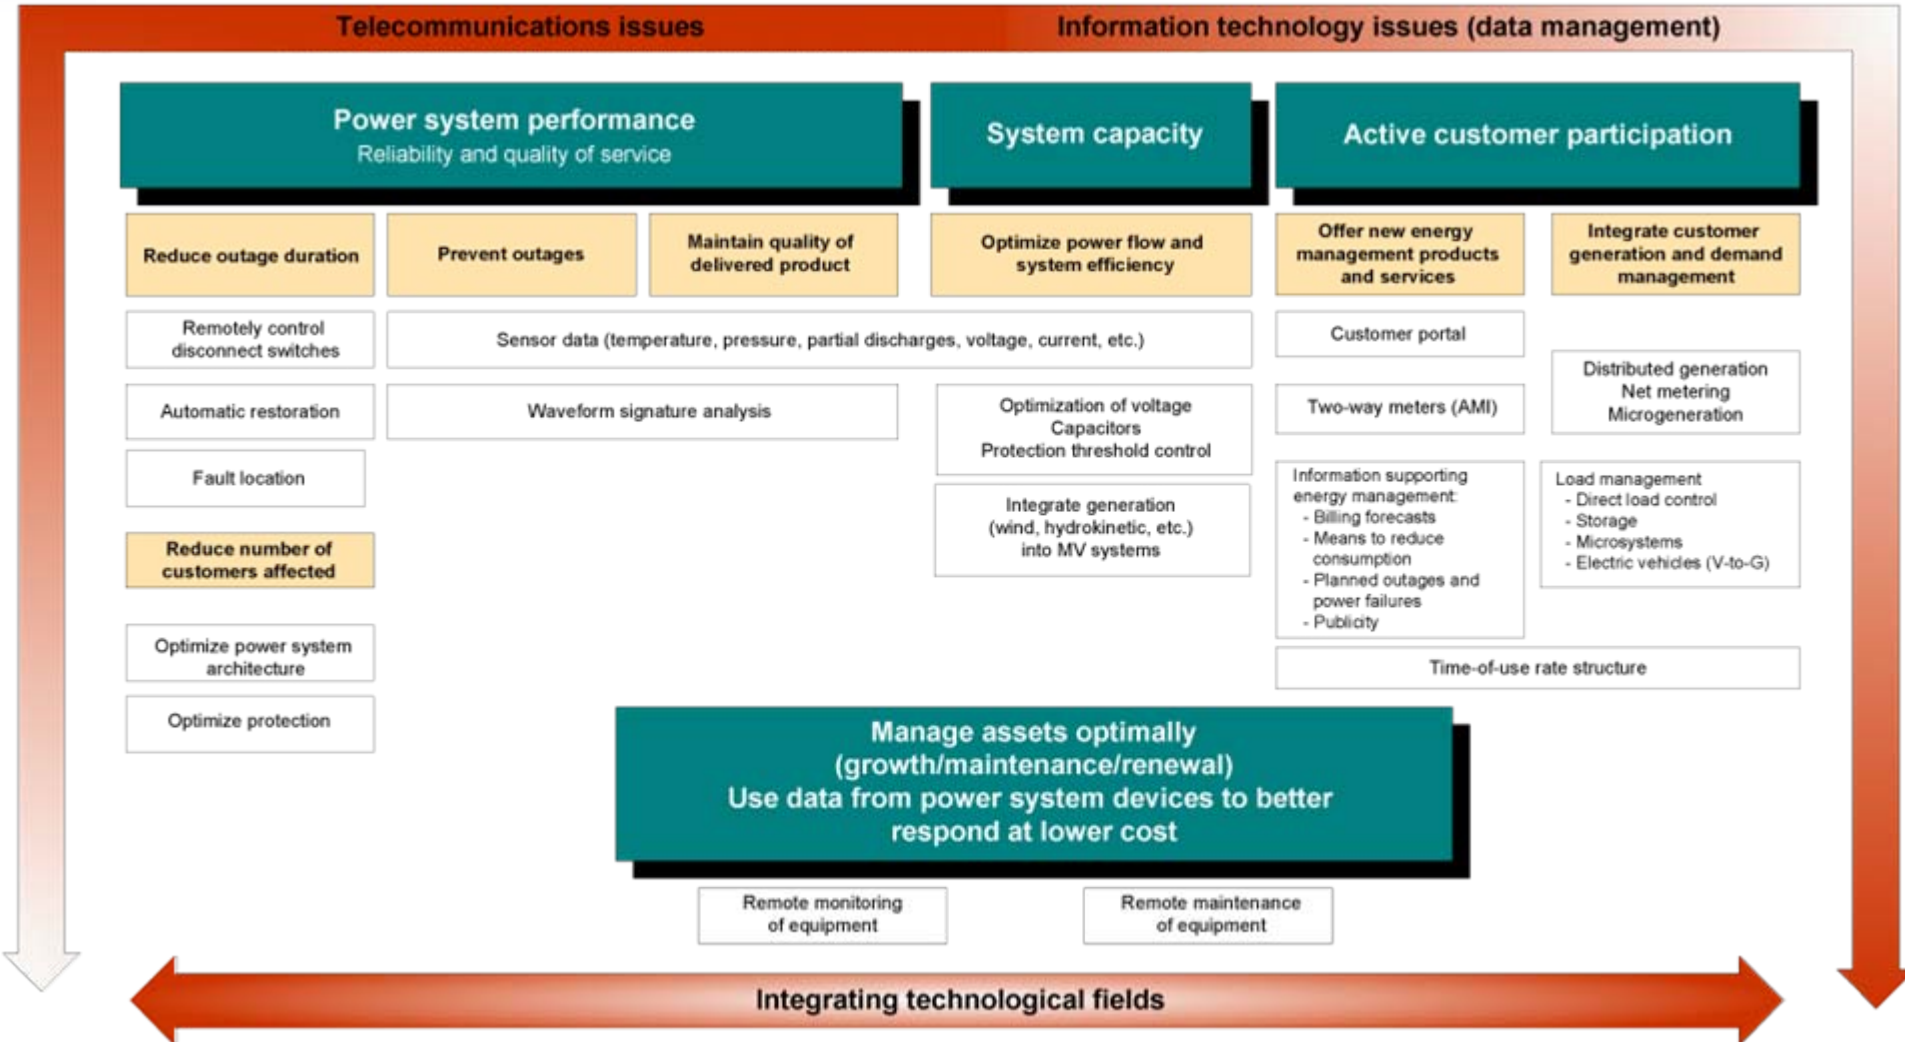 Telecommunications issues
Information technology issues (data management)
Power system performance
Reliability and quality of service
System capacity
Active customer participation
Reduce outage duration
Prevent outages
Maintain quality of
delivered product
Optimize power flow and
system efficiency
Offer new energy
management products
and services
Integrate customer
generation and demand
management
Remotely control
disconnect switches
Sensor data (temperature, pressure, partial discharges, voltage, current, etc.)
Customer portal
Distributed generation
Net metering
Microgeneration
Automatic restoration
Waveform signature analysis
Optimization of voltage
Capacitors
Protection threshold control
Two-way meters (AMI)
Fault location
Integrate generation
(wind, hydrokinetic, etc.)
into MV systems
Information supporting
energy management:
- Billing forecasts
- Means to reduce
consumption
- Planned outages and
power failures
- Publicity
Load management
- Direct load control
- Storage
- Microsystems
- Electric vehicles (V-to-G)
Reduce number of
customers affected
Optimize power system
architecture
Time-of-use rate structure
Optimize protection
Manage assets optimally
(growth/maintenance/renewal)
Use data from power system devices to better
respond at lower cost
Remote monitoring
of equipment
Remote maintenance
of equipment
Integrating technological fields